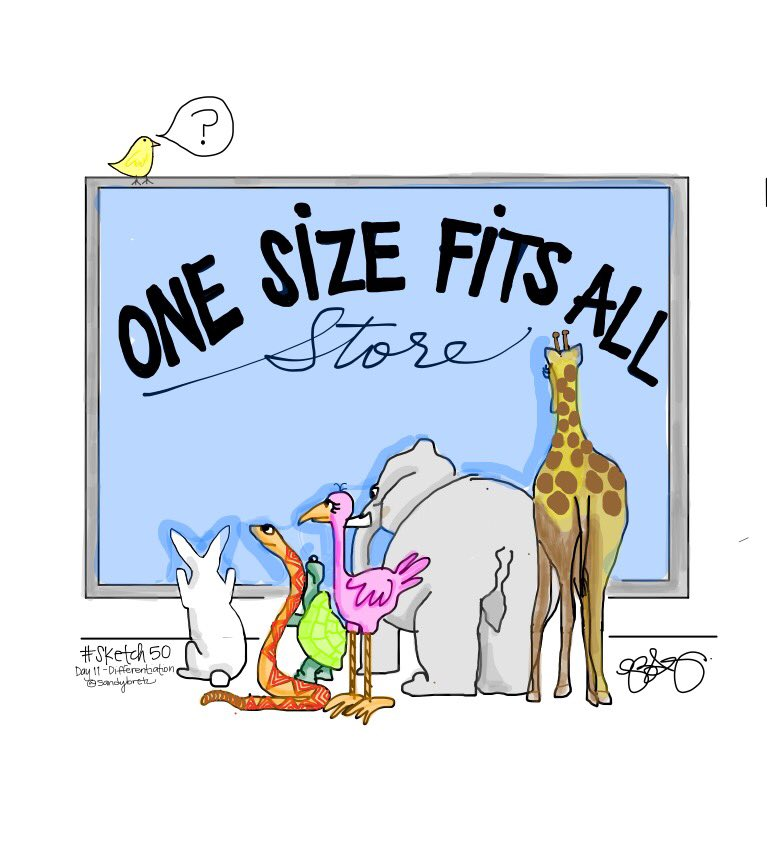 ?
ONE SiZE FiTS ALL
Store
#Sketch 50
Day 11 - Differentiation
@sandybretz